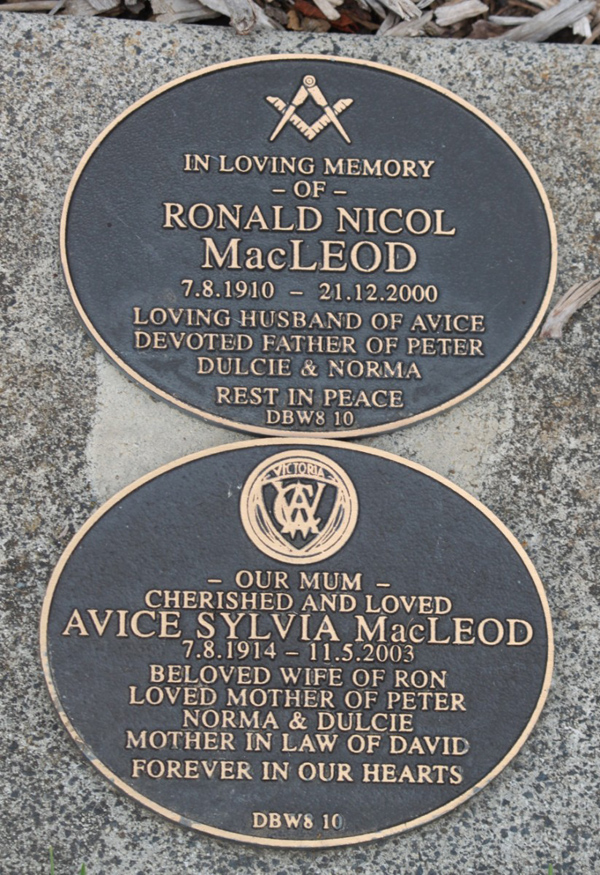 IN LOVING MEMORY
– OF –
RONALD NICOL
MacLEOD
7.8.1910 – 21.12.2000
LOVING HUSBAND OF AVICE
DEVOTED FATHER OF PETER
DULCIE & NORMA
REST IN PEACE
DBW8 10
VICTORIA
– OUR MUM –
CHERISHED AND LOVED
AVICE SYLVIA MacLEOD
7.8.1914 – 11.5.2003
BELOVED WIFE OF RON
LOVED MOTHER OF PETER
NORMA & DULCIE
MOTHER IN LAW OF DAVID
FOREVER IN OUR HEARTS
DBW8 10